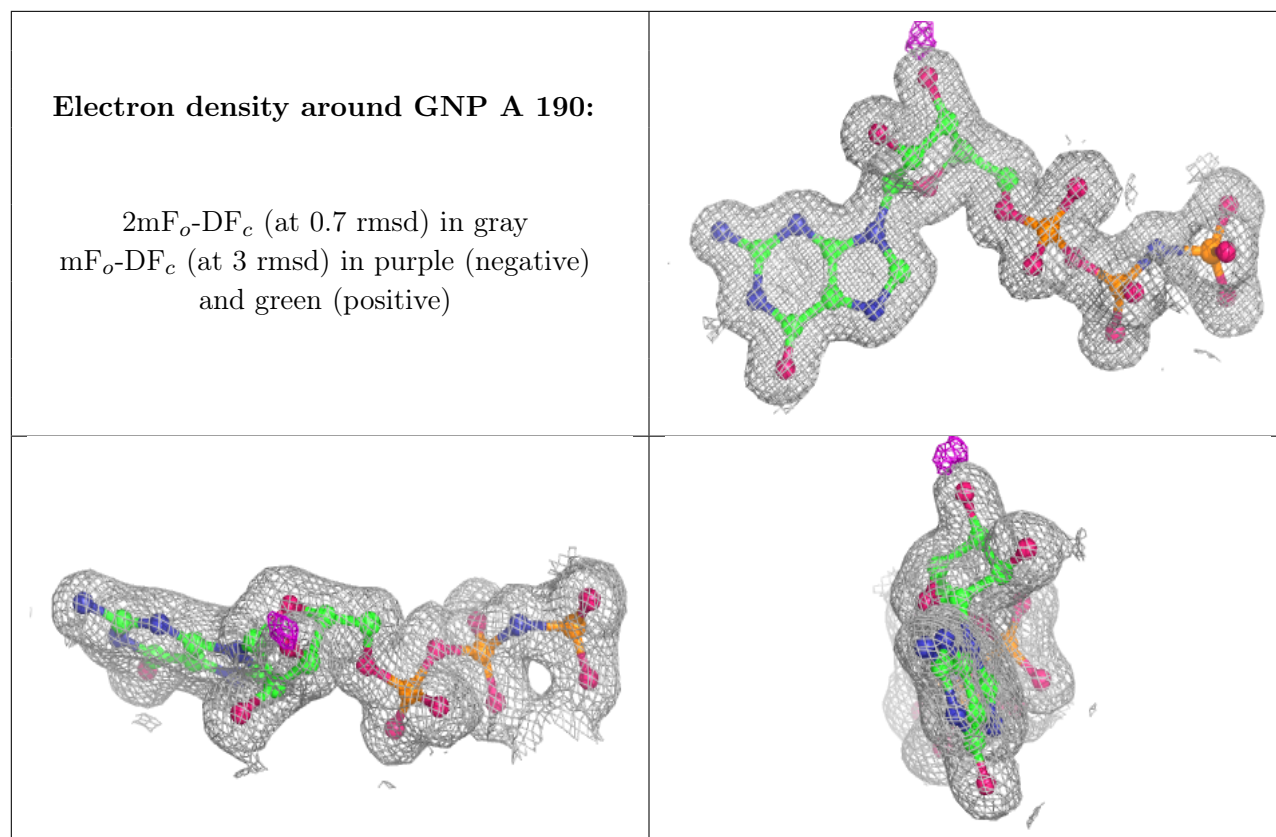 Electron density around GNP A 190:
2mFo-DFc (at 0.7 rmsd) in gray
mFo-DFc (at 3 rmsd) in purple (negative)
and green (positive)